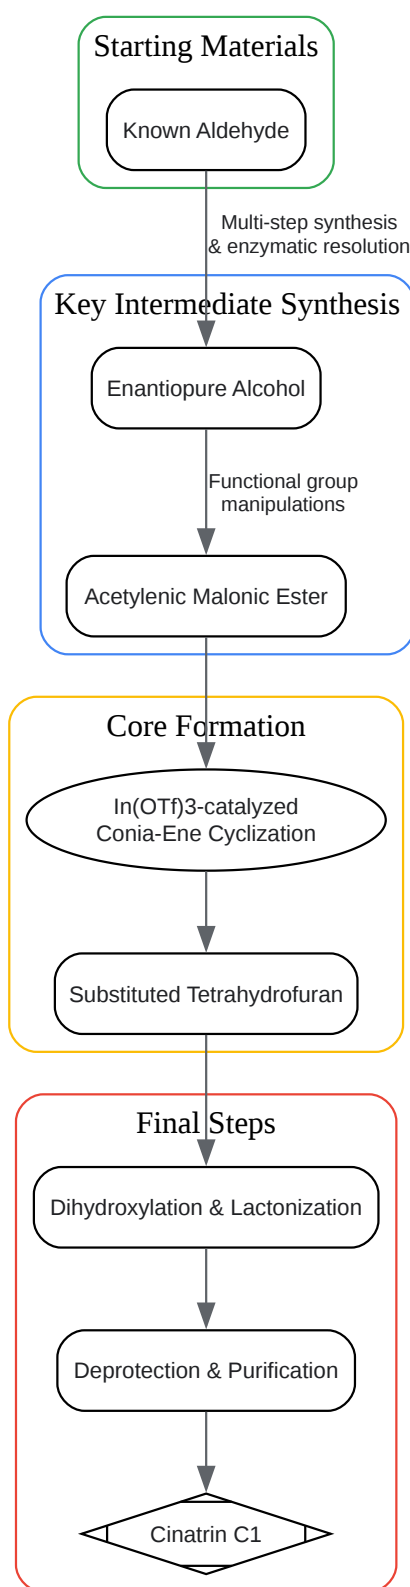 Starting Materials
Known Aldehyde
Multi-step synthesis
& enzymatic resolution
Key Intermediate Synthesis
Enantiopure Alcohol
Functional group
manipulations
Acetylenic Malonic Ester
Core Formation
In(OTf)3-catalyzed
Conia-Ene Cyclization
Substituted Tetrahydrofuran
Final Steps
Dihydroxylation & Lactonization
Deprotection & Purification
Cinatrin C1